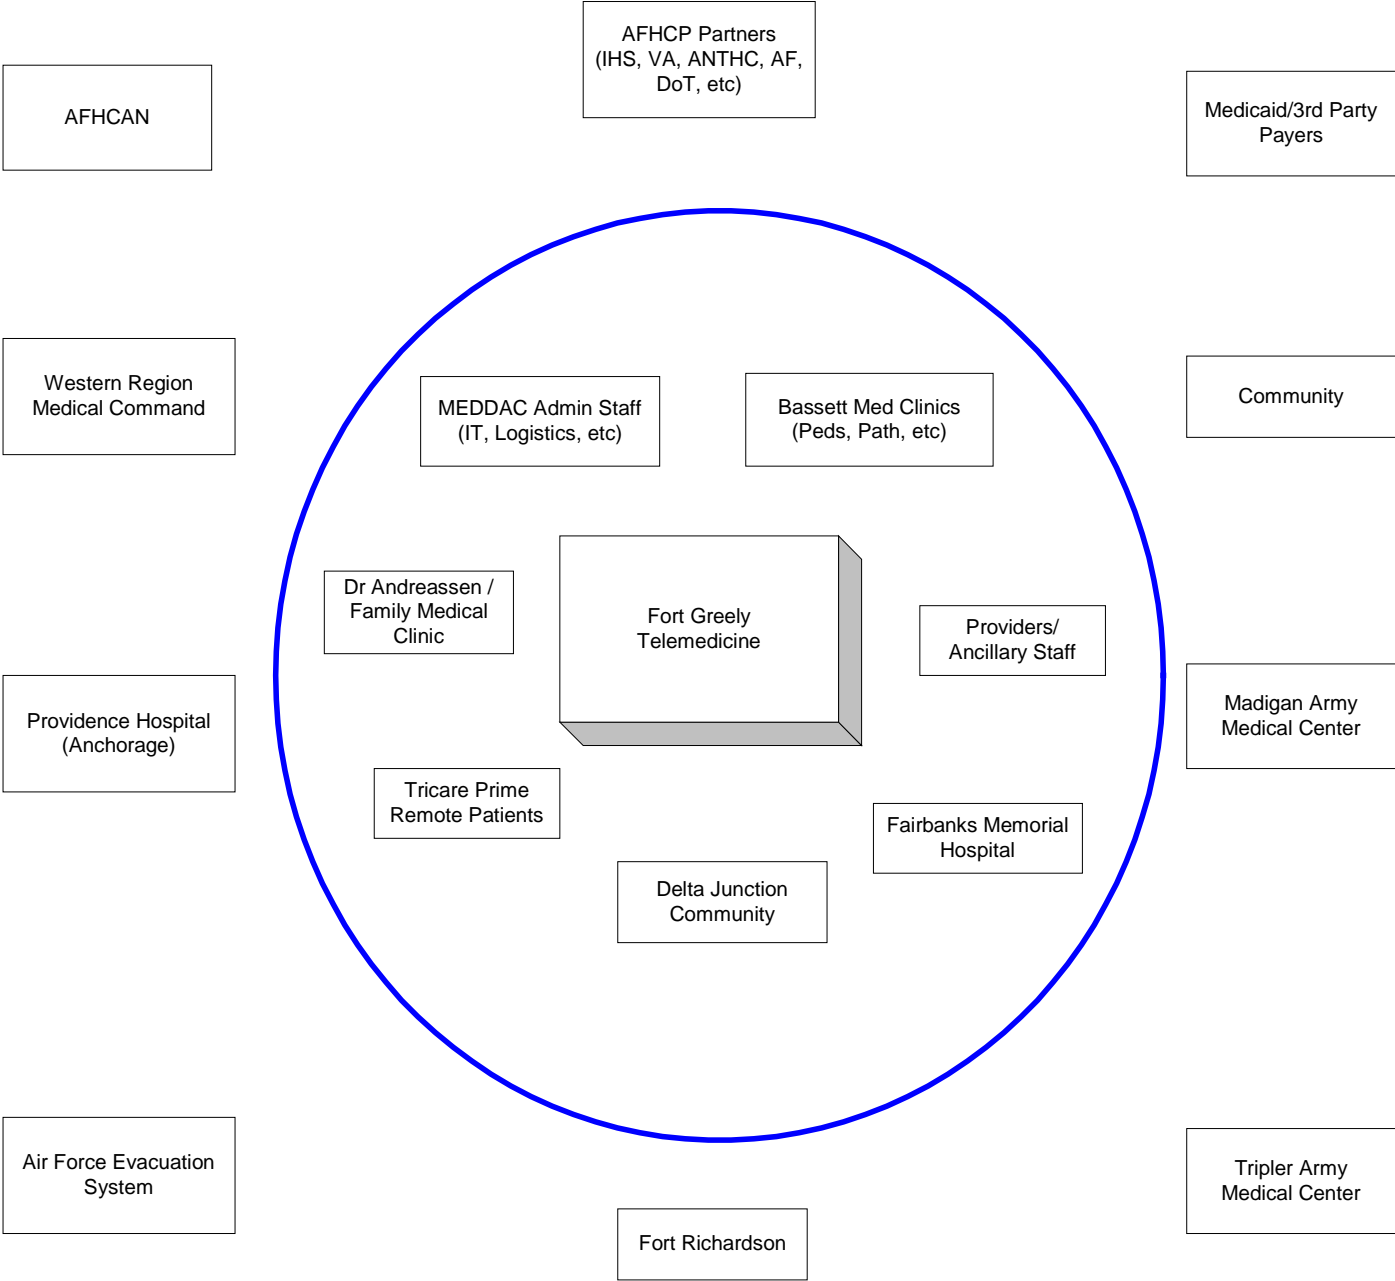 AFHCP Partners
(IHS, VA, ANTHC, AF,
DoT, etc)
AFHCAN
Medicaid/3rd Party
Payers
Western Region
Medical Command
MEDDAC Admin Staff
(IT, Logistics, etc)
Bassett Med Clinics
(Peds, Path, etc)
Community
Dr Andreassen /
Family Medical
Clinic
Fort Greely
Telemedicine
Providers/
Ancillary Staff
Providence Hospital
(Anchorage)
Madigan Army
Medical Center
Tricare Prime
Remote Patients
Fairbanks Memorial
Hospital
Delta Junction
Community
Air Force Evacuation
System
Tripler Army
Medical Center
Fort Richardson